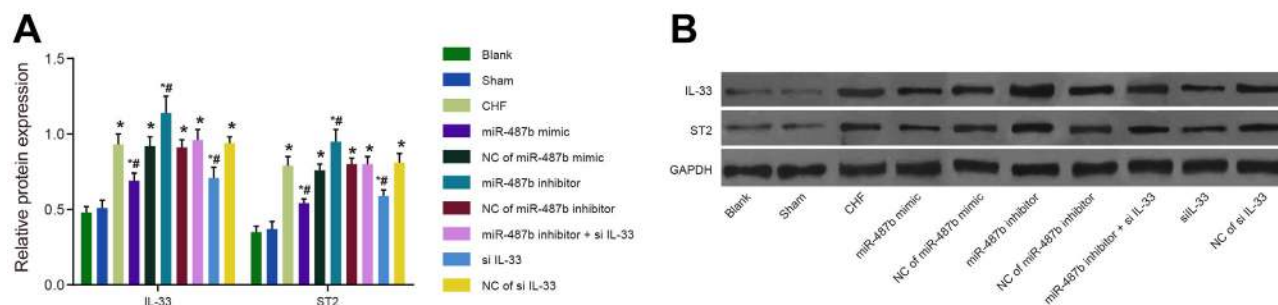 A
Relative protein expression
1.5
1.0
0.5
0.0
* *# * *# * * *# *
* *# * *# * * *# *
IL-33
ST2
Blank
Sham
CHF
miR-487b mimic
NC of miR-487b mimic
miR-487b inhibitor
NC of miR-487b inhibitor
miR-487b inhibitor + si IL-33
si IL-33
NC of si IL-33
B
IL-33
ST2
GAPDH
Blank
Sham
CHF
miR-487b mimic
NC of miR-487b mimic
miR-487b inhibitor
NC of miR-487b inhibitor
miR-487b inhibitor + si IL-33
siIL-33
NC of si IL-33